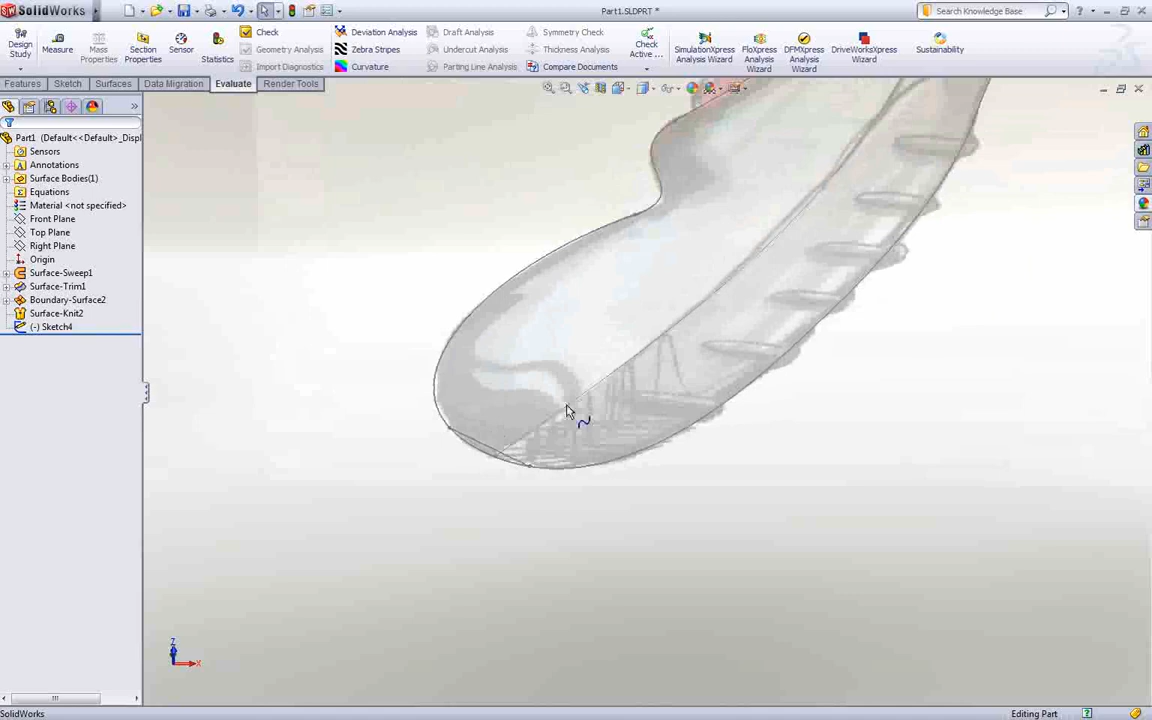 SolidWorks
Part1.SLDPRT *
Search Knowledge Base
Design Study
Measure
Mass Properties
Section Properties
Sensor
Statistics
Check
Geometry Analysis
Import Diagnostics
Deviation Analysis
Zebra Stripes
Curvature
Draft Analysis
Undercut Analysis
Parting Line Analysis
Symmetry Check
Thickness Analysis
Compare Documents
Check Active ...
SimulationXpress Analysis Wizard
FloXpress Analysis Wizard
DFMXpress Analysis Wizard
DriveWorksXpress Wizard
Sustainability
Features
Sketch
Surfaces
Data Migration
Evaluate
Render Tools
Part1 (Default<<Default>_Displ
Sensors
Annotations
Surface Bodies(1)
Equations
Material <not specified>
Front Plane
Top Plane
Right Plane
Origin
Surface-Sweep1
Surface-Trim1
Boundary-Surface2
Surface-Knit2
(-) Sketch4
Z
X
SolidWorks
Editing Part